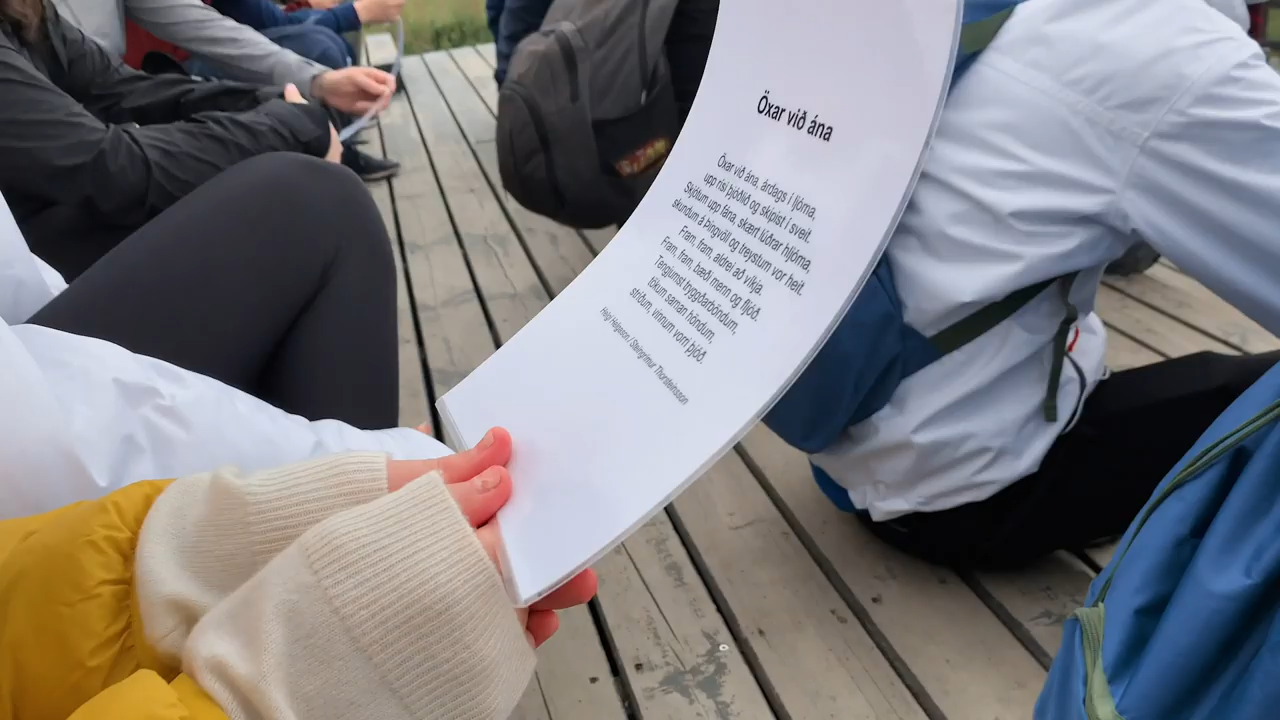 Öxar við ána
Öxar við ána, árdags í ljóma,
upp rísi þjóðlið og skipist í sveit.
Skjótum upp fána, skært lúðrar hljóma,
skundum á Þingvöll og treystum vor heit.
Fram, fram, aldrei að víkja.
Fram, fram, bæði menn og fljóð.
Tengjumst tryggðarböndum,
tökum saman höndum,
stríðum, vinnum vorri þjóð.
Helgi Helgason / Steingrímur Thorsteinsson